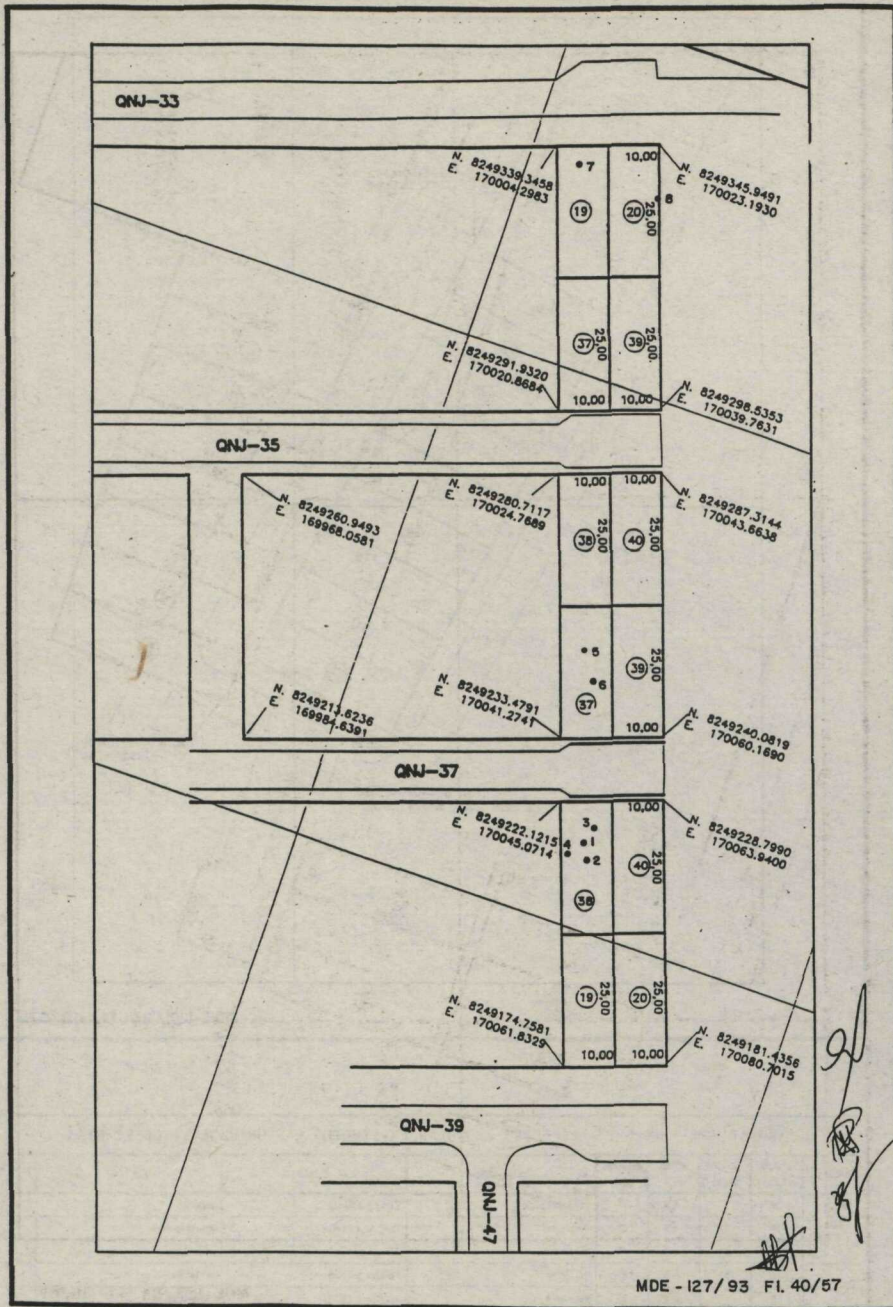 QNJ-33
N. 8249339.3458
E. 170004.2983
7
10,00
N. 8249345.9491
E. 170023.1930
8
19
20
25,00
37
25,00
39
25,00
N. 8249291.9320
E. 170020.8684
10,00
10,00
N. 8249298.5353
E. 170039.7631
QNJ-35
N. 8249260.9493
E. 169968.0581
N. 8249280.7117
E. 170024.7689
10,00
10,00
N. 8249287.3144
E. 170043.6638
38
25,00
40
25,00
5
6
37
39
25,00
N. 8249213.6236
E. 169984.6391
N. 8249233.4791
E. 170041.2741
10,00
N. 8249240.0819
E. 170060.1690
QNJ-37
N. 8249222.1215
E. 170045.0714
10,00
N. 8249228.7990
E. 170063.9400
3
1
4
2
38
40
25,00
19
25,00
20
25,00
N. 8249174.7581
E. 170061.8329
10,00
10,00
N. 8249181.4356
E. 170080.7015
QNJ-39
QNJ-47
MDE - 127/93 Fl. 40/57